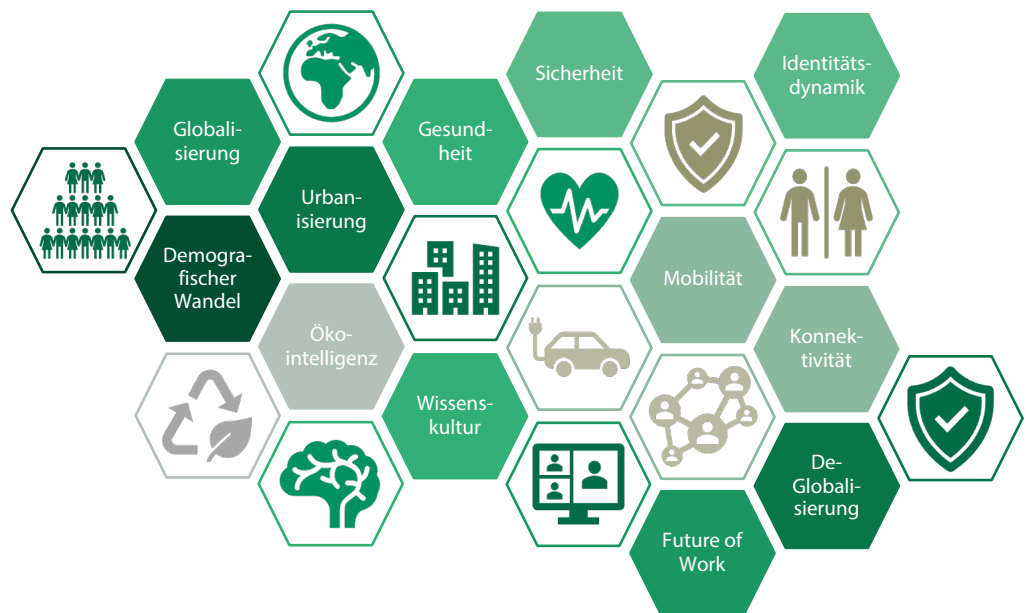 Sicherheit
Identitäts-
dynamik
Globali-
sierung
Gesund-
heit
Urban-
isierung
Demogra-
fischer
Wandel
Mobilität
Öko-
intelligenz
Konnek-
tivität
Wissens-
kultur
De-
Globali-
sierung
Future of
Work